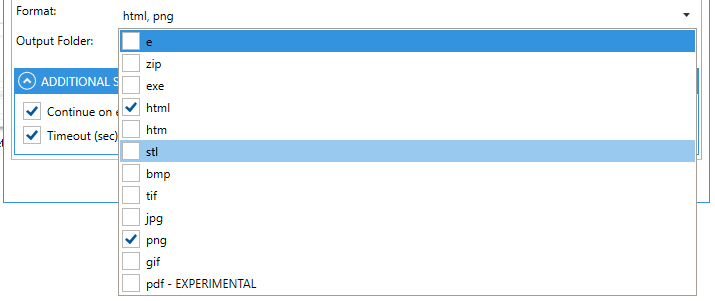 Format:
html, png
Output Folder:
e
zip
ADDITIONAL S
exe
Continue on e
html
htm
Timeout (sec)
stl
bmp
tif
jpg
png
gif
pdf - EXPERIMENTAL